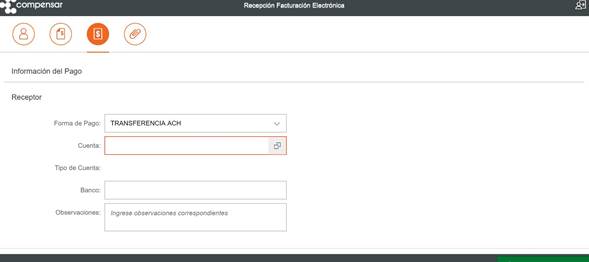 compensar
Recepción Facturación Electrónica
Información del Pago
Receptor
Forma de Pago: TRANSFERENCIA ACH
Cuenta:
Tipo de Cuenta:
Banco:
Observaciones: Ingrese observaciones correspondientes